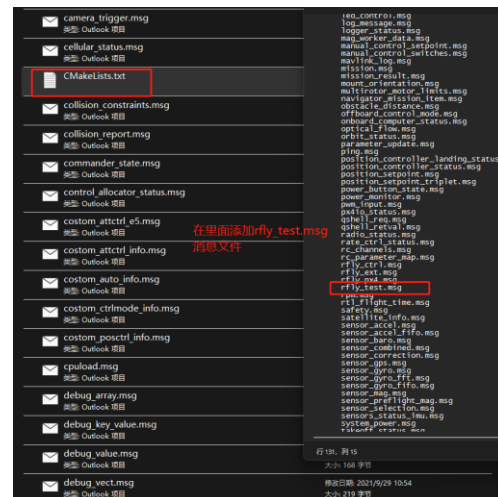 camera_trigger.msg
类型: Outlook 项目
cellular_status.msg
类型: Outlook 项目
CMakeLists.txt
collision_constraints.msg
类型: Outlook 项目
collision_report.msg
类型: Outlook 项目
commander_state.msg
类型: Outlook 项目
control_allocator_status.msg
类型: Outlook 项目
costom_attctrl_e5.msg
类型: Outlook 项目
costom_attctrl_info.msg
类型: Outlook 项目
costom_auto_info.msg
类型: Outlook 项目
costom_ctrlmode_info.msg
类型: Outlook 项目
costom_posctrl_info.msg
类型: Outlook 项目
cpuload.msg
类型: Outlook 项目
debug_array.msg
类型: Outlook 项目
debug_key_value.msg
类型: Outlook 项目
debug_value.msg
类型: Outlook 项目
debug_vect.msg
类型: Outlook 项目
在里面添加rfly_test.msg
消息文件
led_control.msg
log_message.msg
logger_status.msg
mag_worker_data.msg
manual_control_setpoint.msg
manual_control_switches.msg
mavlink_log.msg
mission.msg
mission_result.msg
mount_orientation.msg
multirotor_motor_limits.msg
navigator_mission_item.msg
obstacle_distance.msg
offboard_control_mode.msg
onboard_computer_status.msg
optical_flow.msg
orbit_status.msg
parameter_update.msg
ping.msg
position_controller_landing_status
position_controller_status.msg
position_setpoint.msg
position_setpoint_triplet.msg
power_button_state.msg
power_monitor.msg
pwm_input.msg
px4io_status.msg
qshell_req.msg
qshell_retval.msg
radio_status.msg
rate_ctrl_status.msg
rc_channels.msg
rc_parameter_map.msg
rfly_ctrl.msg
rfly_ext.msg
rfly_px4.msg
rfly_test.msg
rpm.msg
rtl_flight_time.msg
safety.msg
satellite_info.msg
sensor_accel.msg
sensor_accel_fifo.msg
sensor_baro.msg
sensor_combined.msg
sensor_correction.msg
sensor_gps.msg
sensor_gyro.msg
sensor_gyro_fft.msg
sensor_gyro_fifo.msg
sensor_mag.msg
sensor_preflight_mag.msg
sensor_selection.msg
sensors_status_imu.msg
system_power.msg
takeoff_status.msg
行 131, 列 15
大小: 168 字节
修改日期: 2021/9/29 10:54
大小: 219 字节